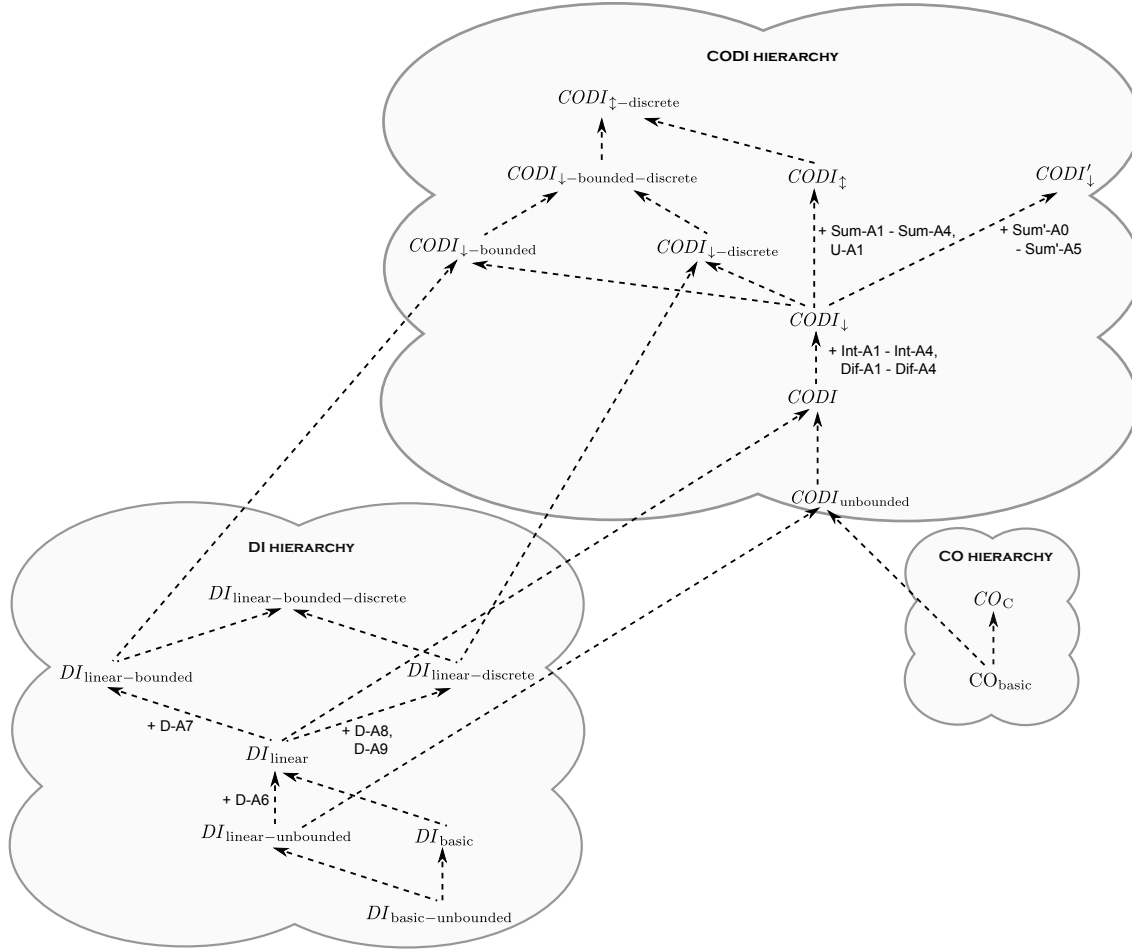 CODI HIERARCHY
CODI↕−discrete
CODI↓−bounded−discrete
CODI↕
CODI′↓
CODI↓−bounded
CODI↓−discrete
+ Sum-A1 - Sum-A4,
U-A1
+ Sum'-A0
- Sum'-A5
CODI↓
+ Int-A1 - Int-A4,
Dif-A1 - Dif-A4
CODI
CODIunbounded
DI HIERARCHY
DIlinear−bounded−discrete
DIlinear−bounded
DIlinear−discrete
+ D-A7
+ D-A8,
D-A9
DIlinear
+ D-A6
DIlinear−unbounded
DIbasic
DIbasic−unbounded
CO HIERARCHY
COC
CObasic